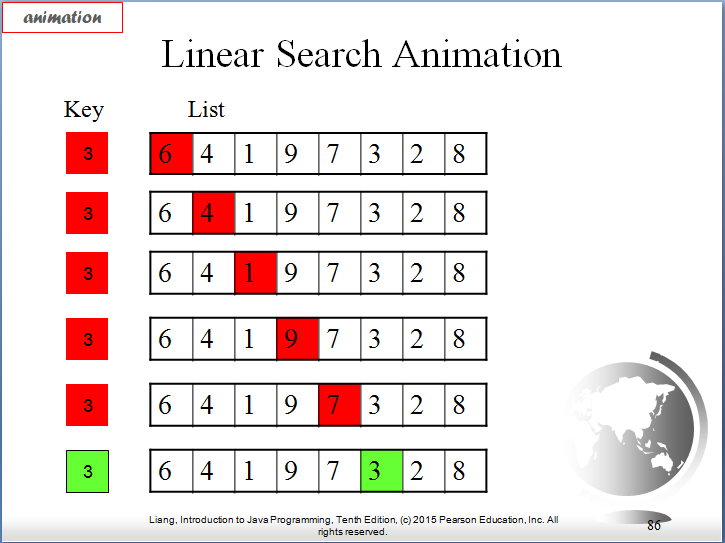 animation
Linear Search Animation
Key List
3 6 4 1 9 7 3 2 8
3 6 4 1 9 7 3 2 8
3 6 4 1 9 7 3 2 8
3 6 4 1 9 7 3 2 8
3 6 4 1 9 7 3 2 8
3 6 4 1 9 7 3 2 8
Liang, Introduction to Java Programming, Tenth Edition, (c) 2015 Pearson Education, Inc. All
rights reserved.
86